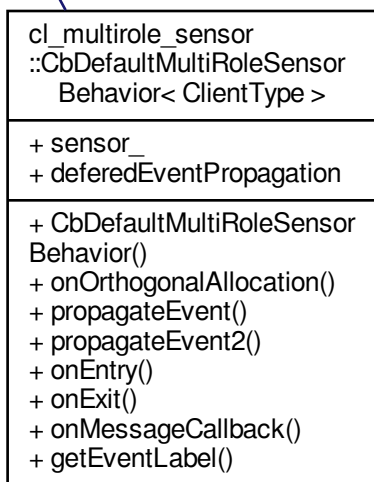 cl_multirole_sensor
::CbDefaultMultiRoleSensor
Behavior< ClientType >
+ sensor_
+ deferedEventPropagation
+ CbDefaultMultiRoleSensor
Behavior()
+ onOrthogonalAllocation()
+ propagateEvent()
+ propagateEvent2()
+ onEntry()
+ onExit()
+ onMessageCallback()
+ getEventLabel()